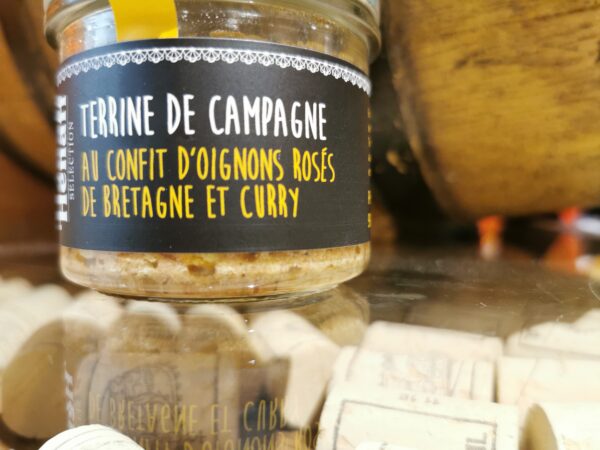 Hénaff
SÉLECTION
TERRINE DE CAMPAGNE
AU CONFIT D'OIGNONS ROSÉS
DE BRETAGNE ET CURRY